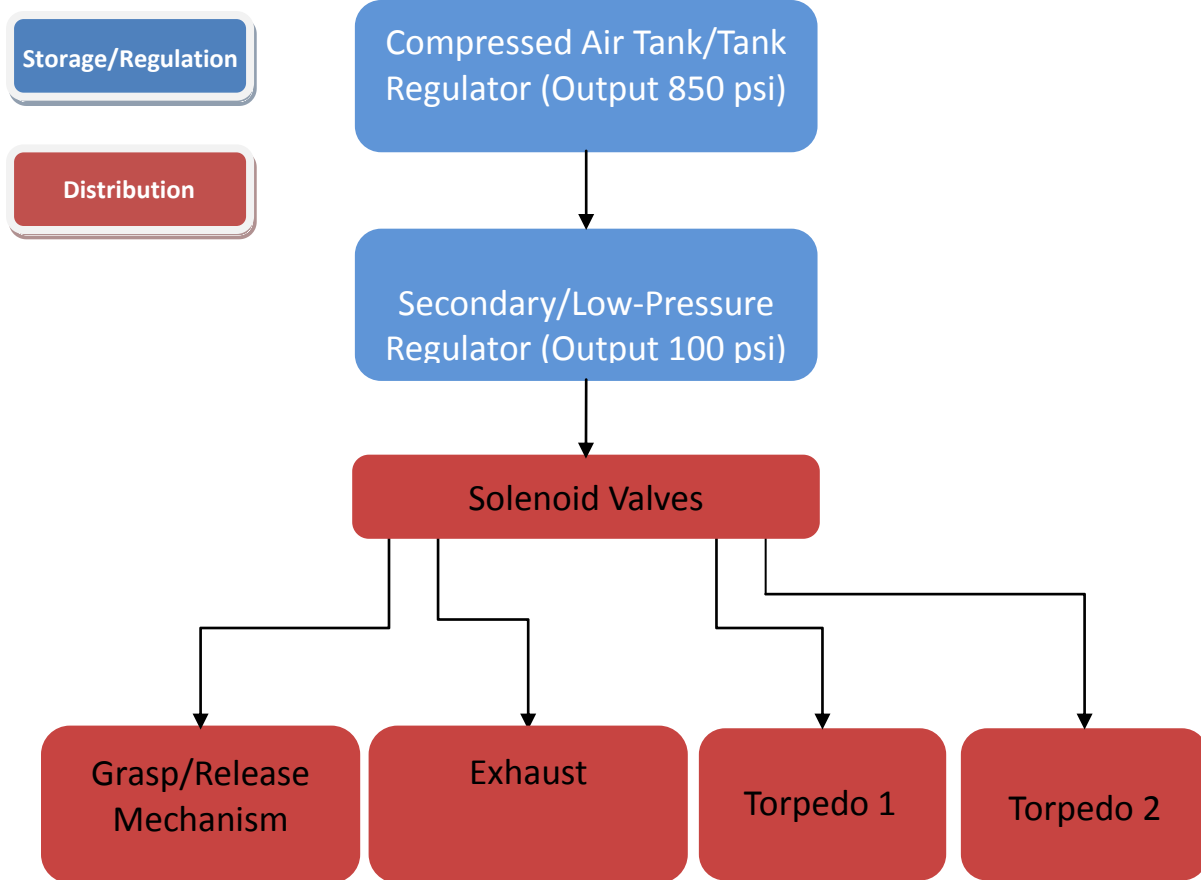 Storage/Regulation
Distribution
Compressed Air Tank/Tank
Regulator (Output 850 psi)
Secondary/Low-Pressure
Regulator (Output 100 psi)
Solenoid Valves
Grasp/Release
Mechanism
Exhaust
Torpedo 1
Torpedo 2